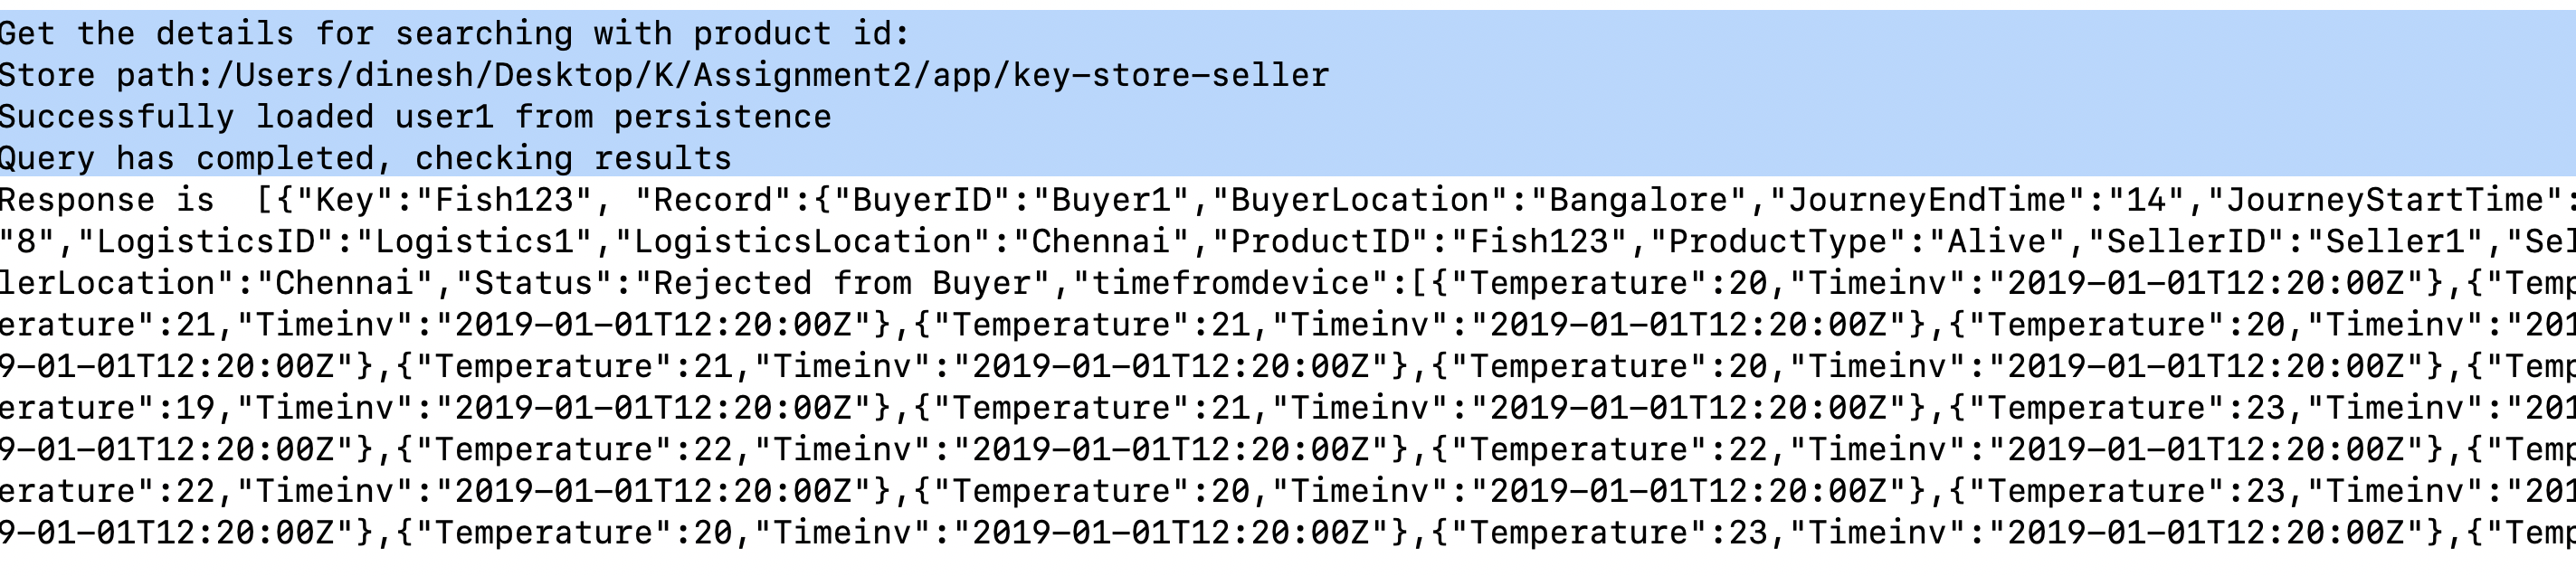 Get the details for searching with product id:
Store path:/Users/dinesh/Desktop/K/Assignment2/app/key-store-seller
Successfully loaded user1 from persistence
Query has completed, checking results
Response is  [{"Key":"Fish123", "Record":{"BuyerID":"Buyer1","BuyerLocation":"Bangalore","JourneyEndTime":"14","JourneyStartTime":
"8","LogisticsID":"Logistics1","LogisticsLocation":"Chennai","ProductID":"Fish123","ProductType":"Alive","SellerID":"Seller1","Sel
lerLocation":"Chennai","Status":"Rejected from Buyer","timefromdevice":[{"Temperature":20,"Timeinv":"2019-01-01T12:20:00Z"},{"Temp
erature":21,"Timeinv":"2019-01-01T12:20:00Z"},{"Temperature":21,"Timeinv":"2019-01-01T12:20:00Z"},{"Temperature":20,"Timeinv":"201
9-01-01T12:20:00Z"},{"Temperature":21,"Timeinv":"2019-01-01T12:20:00Z"},{"Temperature":20,"Timeinv":"2019-01-01T12:20:00Z"},{"Temp
erature":19,"Timeinv":"2019-01-01T12:20:00Z"},{"Temperature":21,"Timeinv":"2019-01-01T12:20:00Z"},{"Temperature":23,"Timeinv":"201
9-01-01T12:20:00Z"},{"Temperature":22,"Timeinv":"2019-01-01T12:20:00Z"},{"Temperature":22,"Timeinv":"2019-01-01T12:20:00Z"},{"Temp
erature":22,"Timeinv":"2019-01-01T12:20:00Z"},{"Temperature":20,"Timeinv":"2019-01-01T12:20:00Z"},{"Temperature":23,"Timeinv":"201
9-01-01T12:20:00Z"},{"Temperature":20,"Timeinv":"2019-01-01T12:20:00Z"},{"Temperature":23,"Timeinv":"2019-01-01T12:20:00Z"},{"Temp